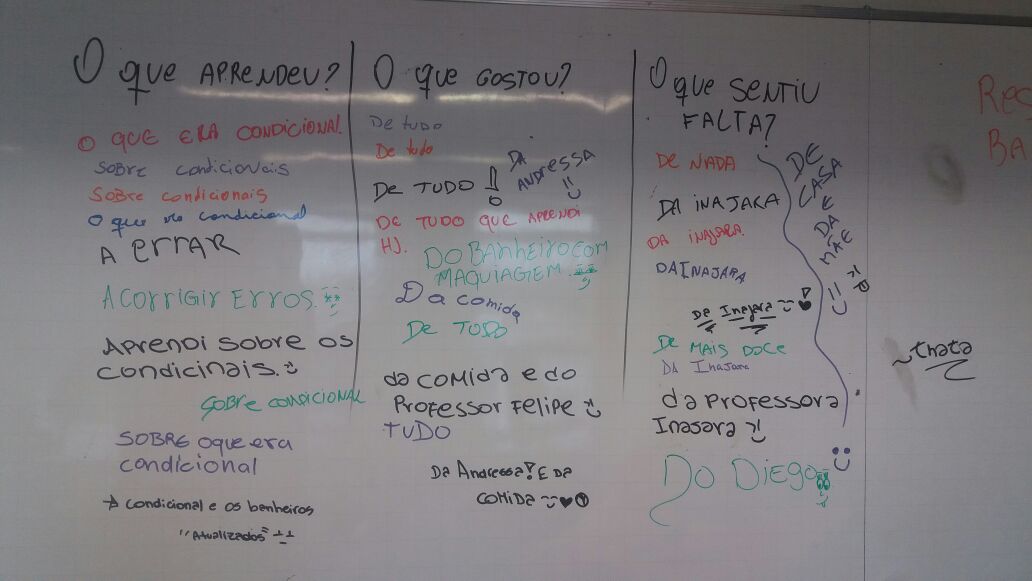 O que APRENDEU?
O QUE ERA CONDICIONAL.
SOBRE condicionais
SOBRE condicionais
O que condicional
A ERRAR
A CORRIGIR ERROS.
APRENDI SOBRE OS
CONDICINAIS.
SOBRE CONDICIONAL
SOBRE oque era
condicional
→ condicional e os banheiros
"Atualizados"
O que GOSTOU?
De tudo
De tudo
DE TUDO!
DA
ANDRESSA
DE TUDO QUE APRENDI
HJ.
DO BANHEIRO COM
MAQUIAGEM.
Da comida
DE TUDO
da comida e do
Professor Felipe
TUDO
Da Andressa! E da
comida
O que SENTIU
FALTA?
DE NADA
DA INAJARA
DA INAJARA.
DA INAJARA
De Inajara
DE MAIS DOCE
DA Inajara
da PROFESSORA
Inasara
DO Diego
DE
CASA
E
DA
MÃE
~thata
REC
BA